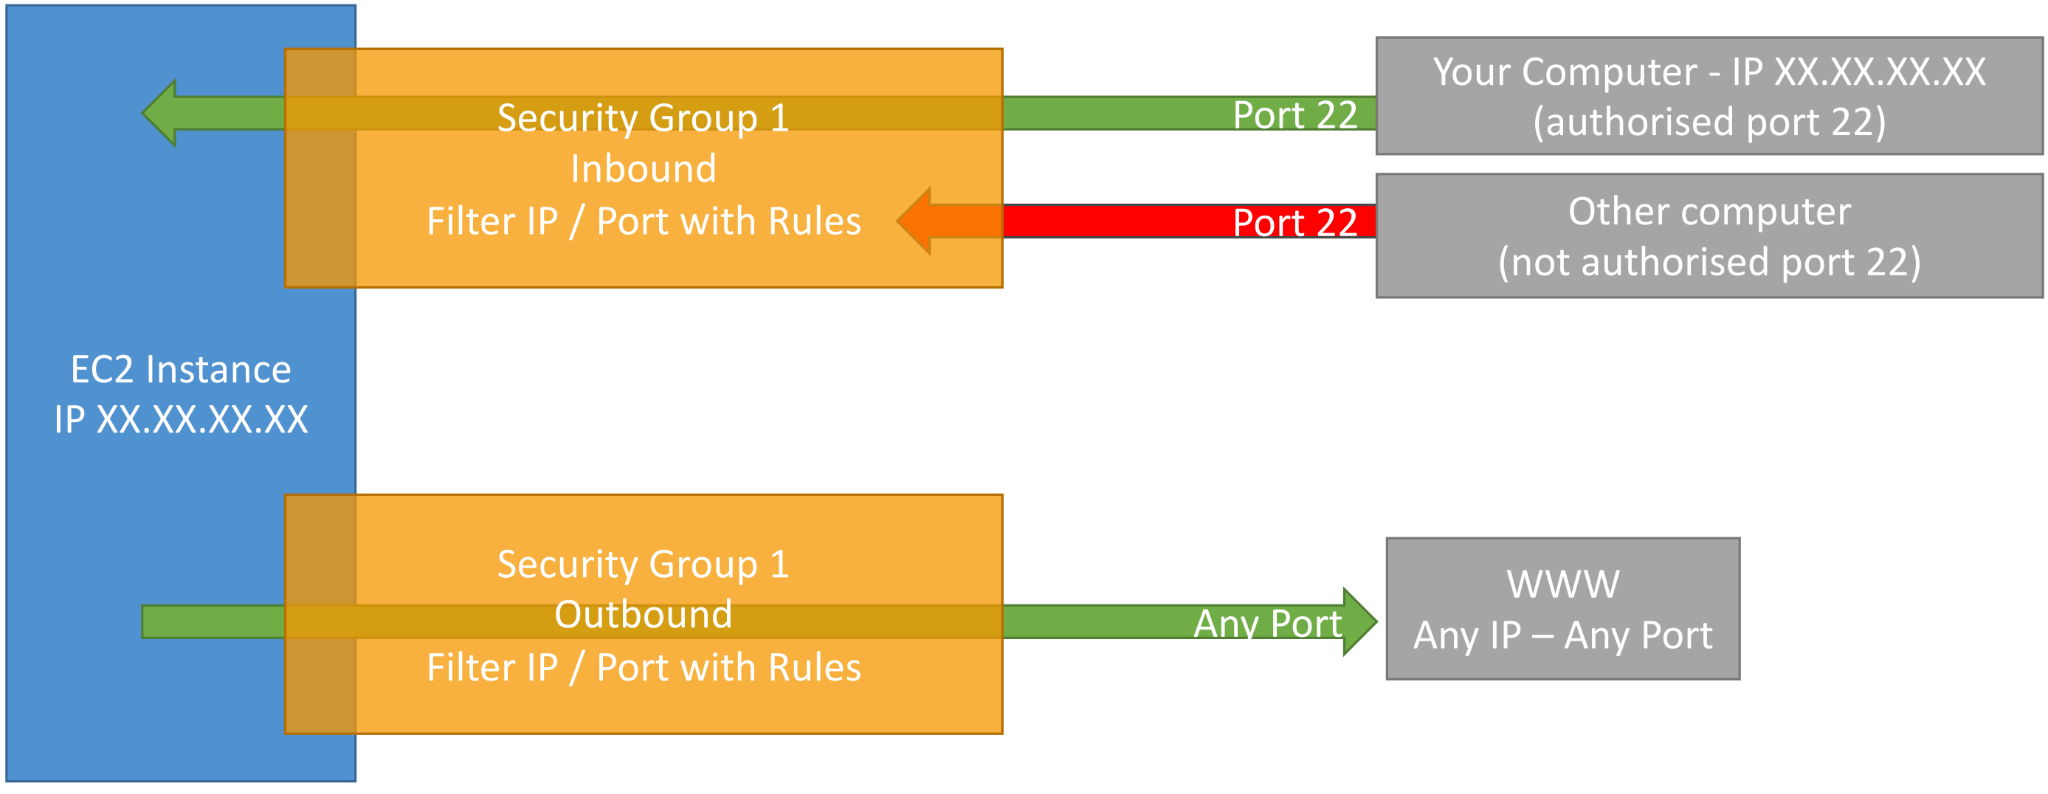 Your Computer - IP XX.XX.XX.XX
(authorised port 22)
Port 22
Security Group 1
Inbound
Filter IP / Port with Rules
Port 22
Other computer
(not authorised port 22)
EC2 Instance
IP XX.XX.XX.XX
Security Group 1
Outbound
Filter IP / Port with Rules
Any Port
WWW
Any IP – Any Port